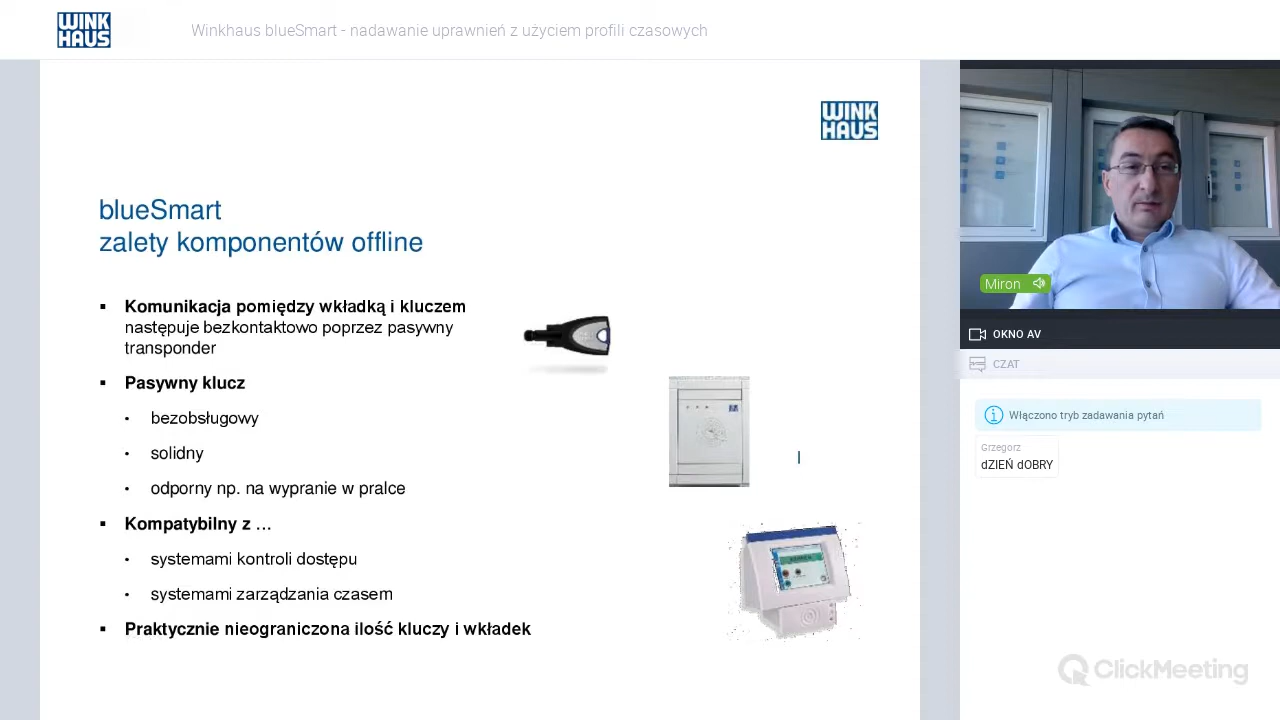 WINK
HAUS
Winkhaus blueSmart - nadawanie uprawnień z użyciem profili czasowych
WINK
HAUS
blueSmart
zalety komponentów offline
▪ Komunikacja pomiędzy wkładką i kluczem
następuje bezkontaktowo poprzez pasywny
transponder
▪ Pasywny klucz
• bezobsługowy
• solidny
• odporny np. na wypranie w pralce
▪ Kompatybilny z …
• systemami kontroli dostępu
• systemami zarządzania czasem
▪ Praktycznie nieograniczona ilość kluczy i wkładek
Miron
OKNO AV
CZAT
Włączono tryb zadawania pytań
Grzegorz
dZIEŃ dOBRY
ClickMeeting